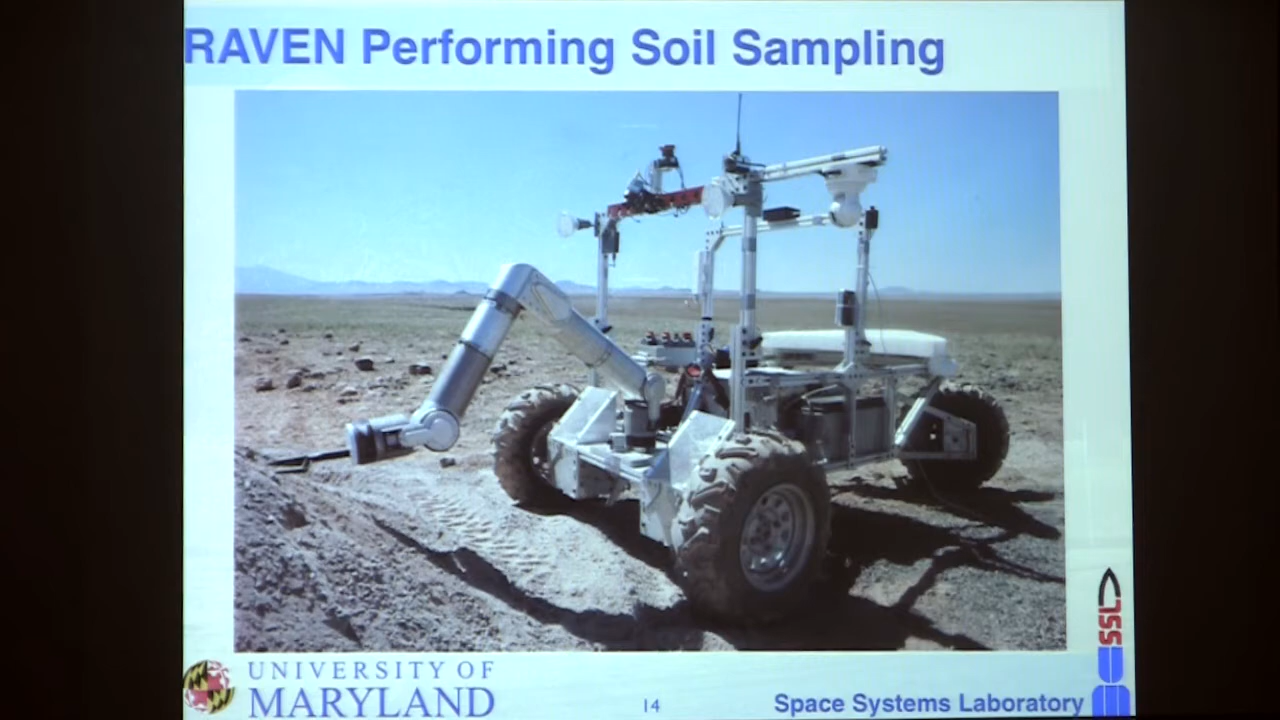 RAVEN Performing Soil Sampling
UNIVERSITY OF
MARYLAND
14
Space Systems Laboratory
SSL